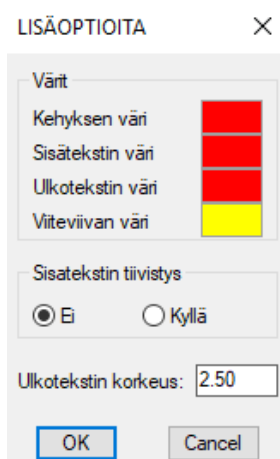 LISÄOPTIOITA
Värit
Kehyksen väri
Sisätekstin väri
Ulkotekstin väri
Viiteviivan väri
Sisatekstin tiivistys
Ei Kyllä
Ulkotekstin korkeus: 2.50
OK Cancel